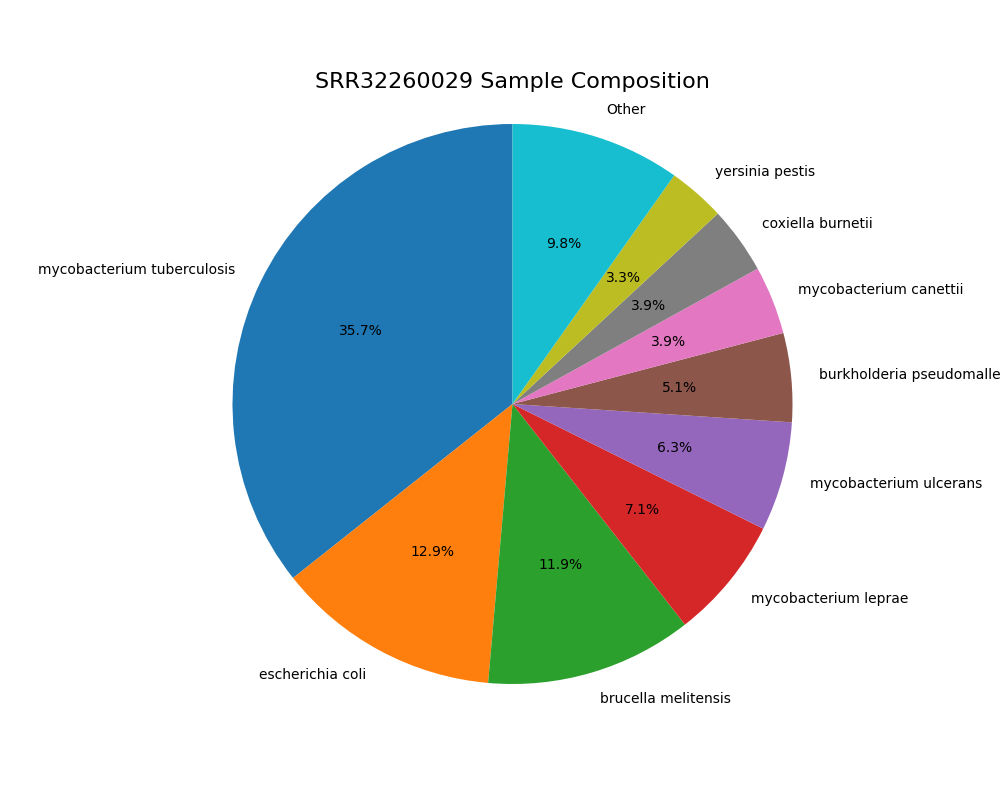 SRR32260029 Sample Composition
Other
yersinia pestis
coxiella burnetii
mycobacterium canettii
burkholderia pseudomalle
mycobacterium ulcerans
mycobacterium leprae
brucella melitensis
escherichia coli
mycobacterium tuberculosis
9.8%
3.3%
3.9%
3.9%
5.1%
6.3%
7.1%
11.9%
12.9%
35.7%